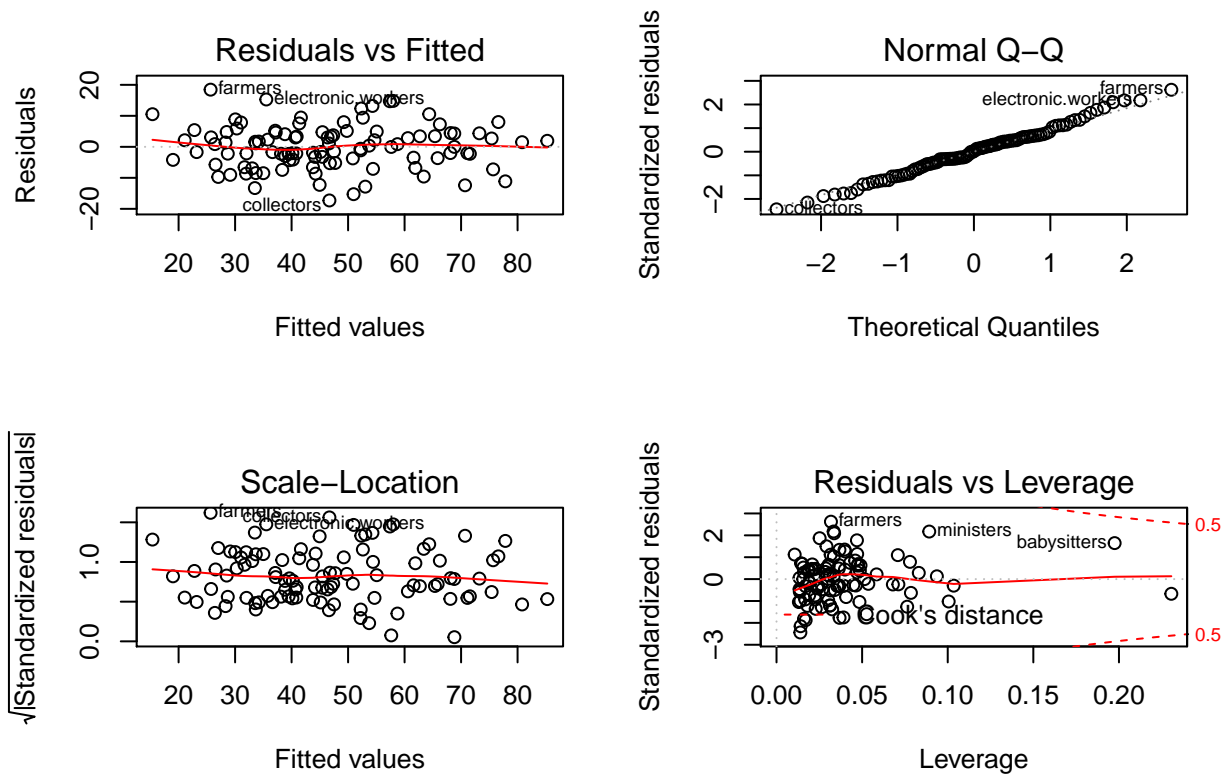 Residuals vs Fitted
Residuals
20
0
−20
farmers
electronic.workers
collectors
20 30 40 50 60 70 80
Fitted values
Normal Q−Q
Standardized residuals
2
0
−2
farmers
electronic.workers
collectors
−2 −1 0 1 2
Theoretical Quantiles
Scale−Location
√|Standardized residuals|
1.0
0.0
farmers
collectors
electronic.workers
20 30 40 50 60 70 80
Fitted values
Residuals vs Leverage
Standardized residuals
2
0
−3
farmers
ministers
babysitters
0.5
Cook's distance
0.5
0.00 0.05 0.10 0.15 0.20
Leverage